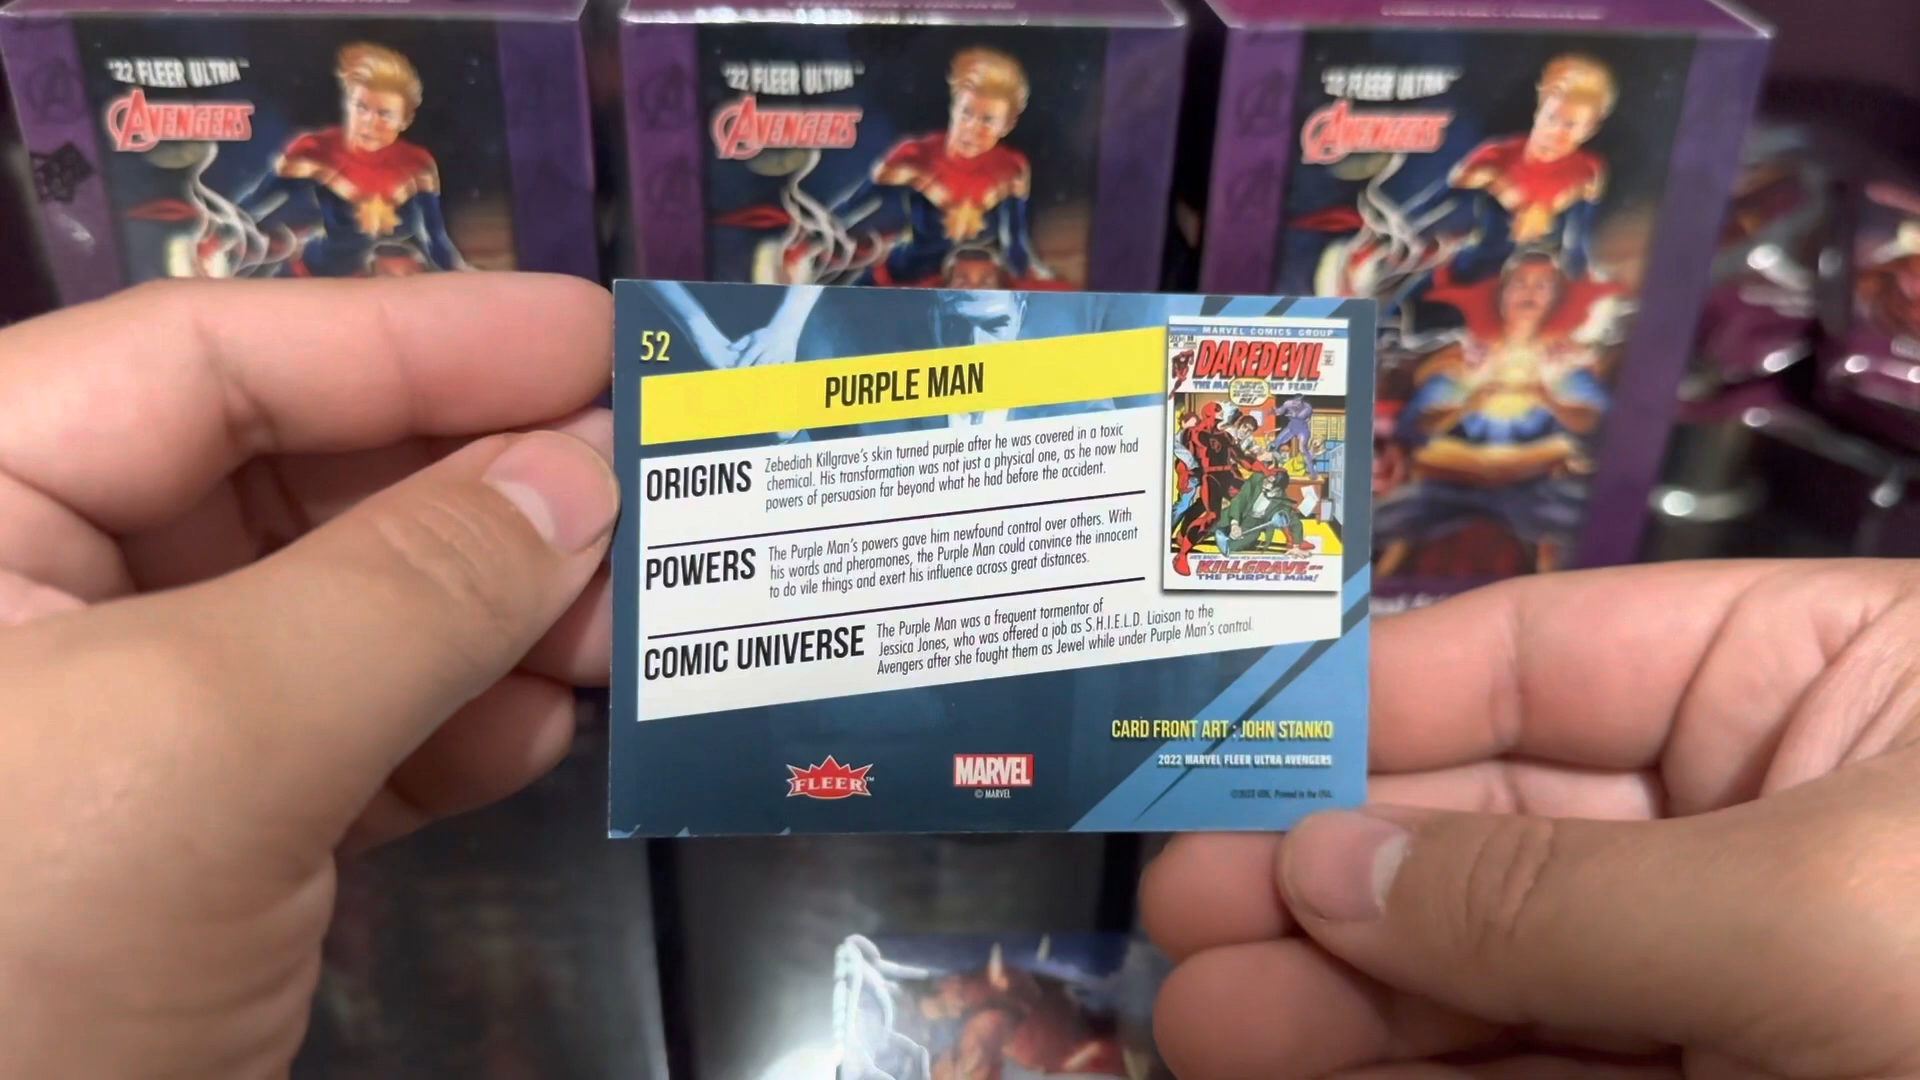 '22 FLEER ULTRA
AVENGERS
'22 FLEER ULTRA
AVENGERS
'22 FLEER ULTRA
AVENGERS
52
PURPLE MAN
ORIGINS
Zebediah Killgrave's skin turned purple after he was covered in a toxic
chemical. His transformation was not just a physical one, as he now had
powers of persuasion far beyond what he had before the accident.
POWERS
The Purple Man's powers gave him newfound control over others. With
his words and pheromones, the Purple Man could convince the innocent
to do vile things and exert his influence across great distances.
COMIC UNIVERSE
The Purple Man was a frequent tormentor of
Jessica Jones, who was offered a job as S.H.I.E.L.D. Liaison to the
Avengers after she fought them as Jewel while under Purple Man's control.
MARVEL COMICS GROUP
DAREDEVIL
KILLGRAVE--
THE PURPLE MAN!
CARD FRONT ART : JOHN STANKO
2022 MARVEL FLEER ULTRA AVENGERS
Printed in the USA.
FLEER™
MARVEL
© MARVEL